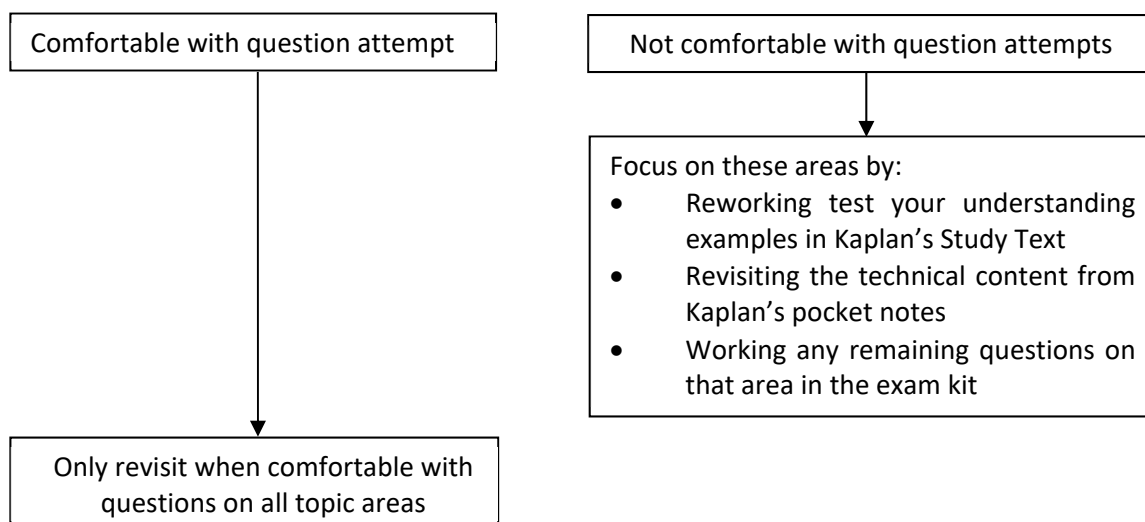 Comfortable with question attempt
Not comfortable with question attempts
Focus on these areas by:
• Reworking test your understanding
examples in Kaplan’s Study Text
• Revisiting the technical content from
Kaplan’s pocket notes
• Working any remaining questions on
that area in the exam kit
Only revisit when comfortable with
questions on all topic areas